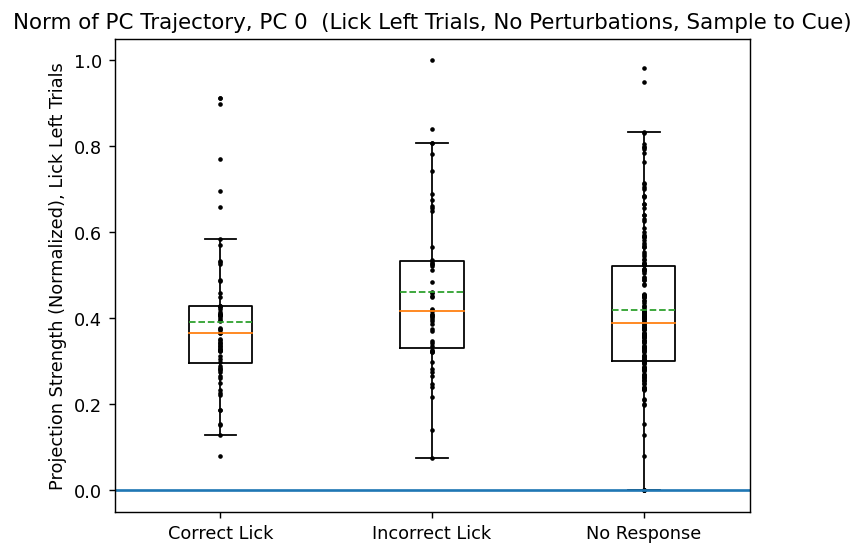 Norm of PC Trajectory, PC 0  (Lick Left Trials, No Perturbations, Sample to Cue)
Projection Strength (Normalized), Lick Left Trials
1.0
0.8
0.6
0.4
0.2
0.0
Correct Lick
Incorrect Lick
No Response